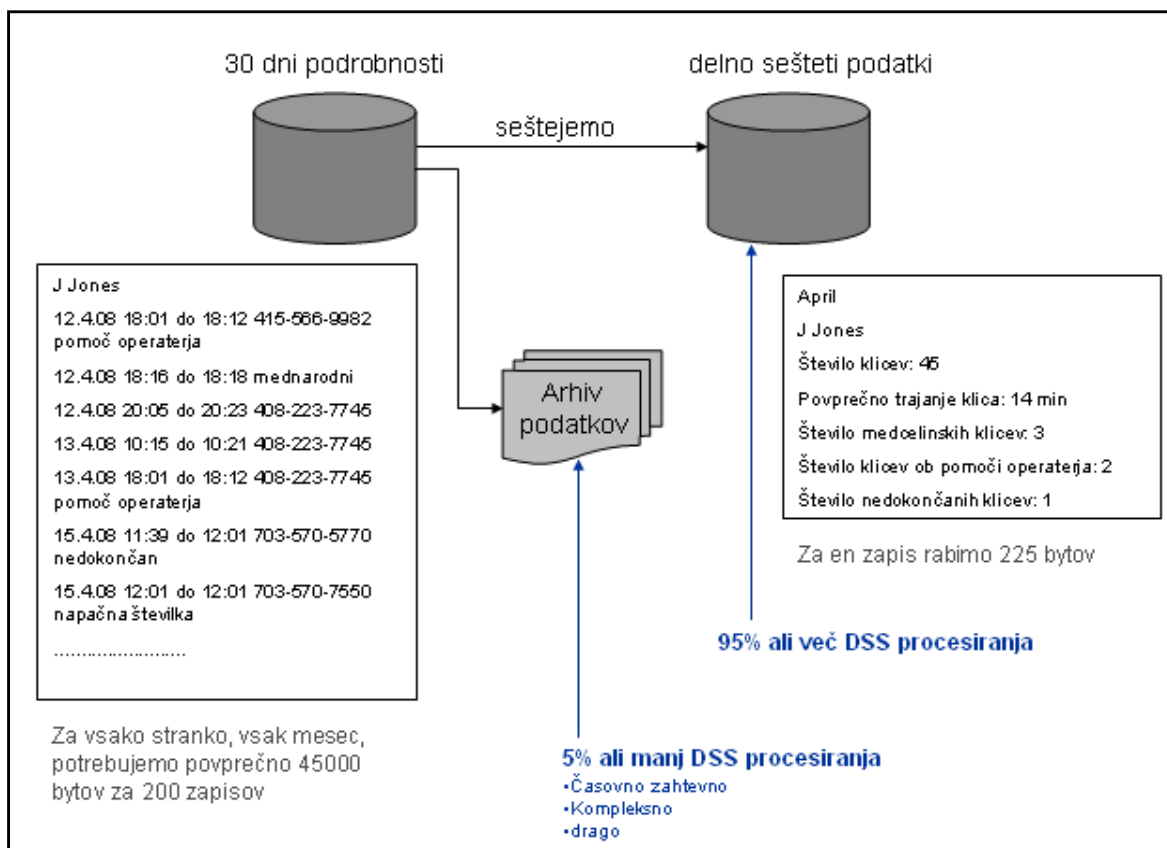 30 dni podrobnosti
delno sešteti podatki
seštejemo
J Jones
12.4.08 18:01 do 18:12 415-566-9982
pomoč operaterja
12.4.08 18:16 do 18:18 mednarodni
12.4.08 20:05 do 20:23 408-223-7745
13.4.08 10:15 do 10:21 408-223-7745
13.4.08 18:01 do 18:12 408-223-7745
pomoč operaterja
15.4.08 11:39 do 12:01 703-570-5770
nedokončan
15.4.08 12:01 do 12:01 703-570-7550
napačna številka
.........................
Za vsako stranko, vsak mesec,
potrebujemo povprečno 45000
bytov za 200 zapisov
Arhiv
podatkov
April
J Jones
Število klicev: 45
Povprečno trajanje klica: 14 min
Število medcelinskih klicev: 3
Število klicev ob pomoči operaterja: 2
Število nedokončanih klicev: 1
Za en zapis rabimo 225 bytov
95% ali več DSS procesiranja
5% ali manj DSS procesiranja
•Časovno zahtevno
•Kompleksno
•drago